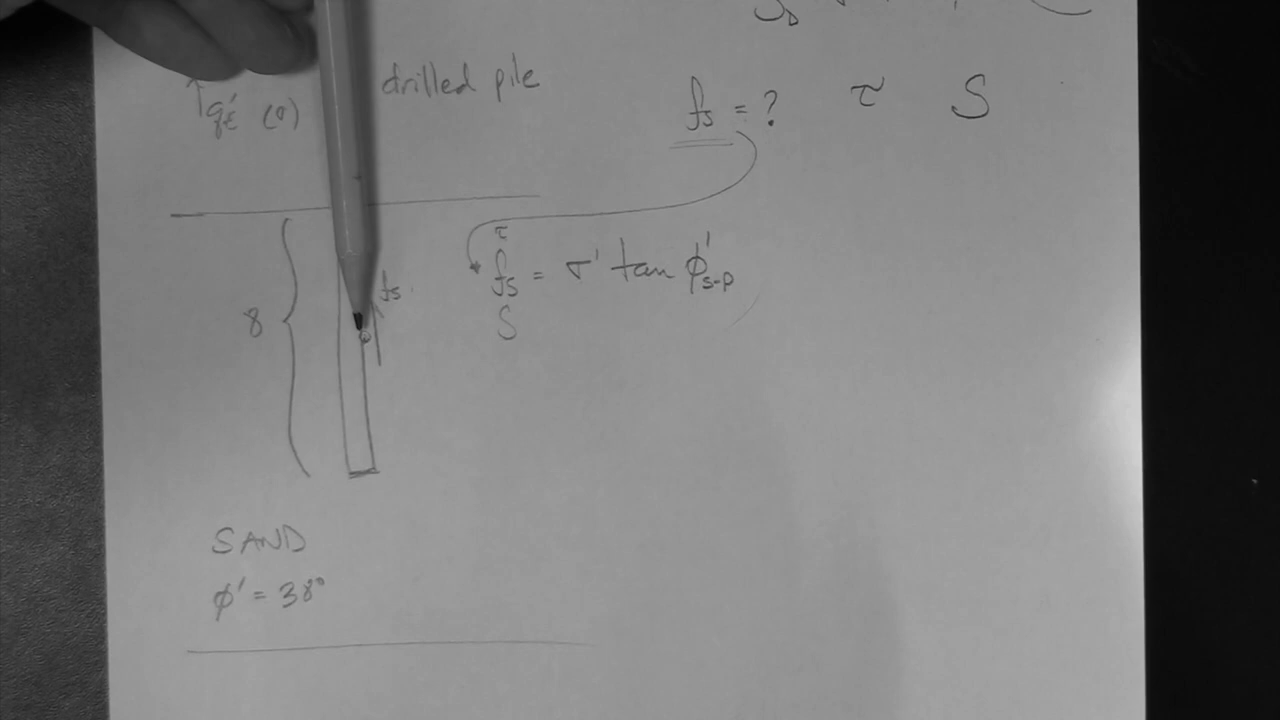 drilled pile
fs = ? τ S
(0)
τ
fs = σ' tan ϕ's-p
fs
S
8
SAND
ϕ' = 38°